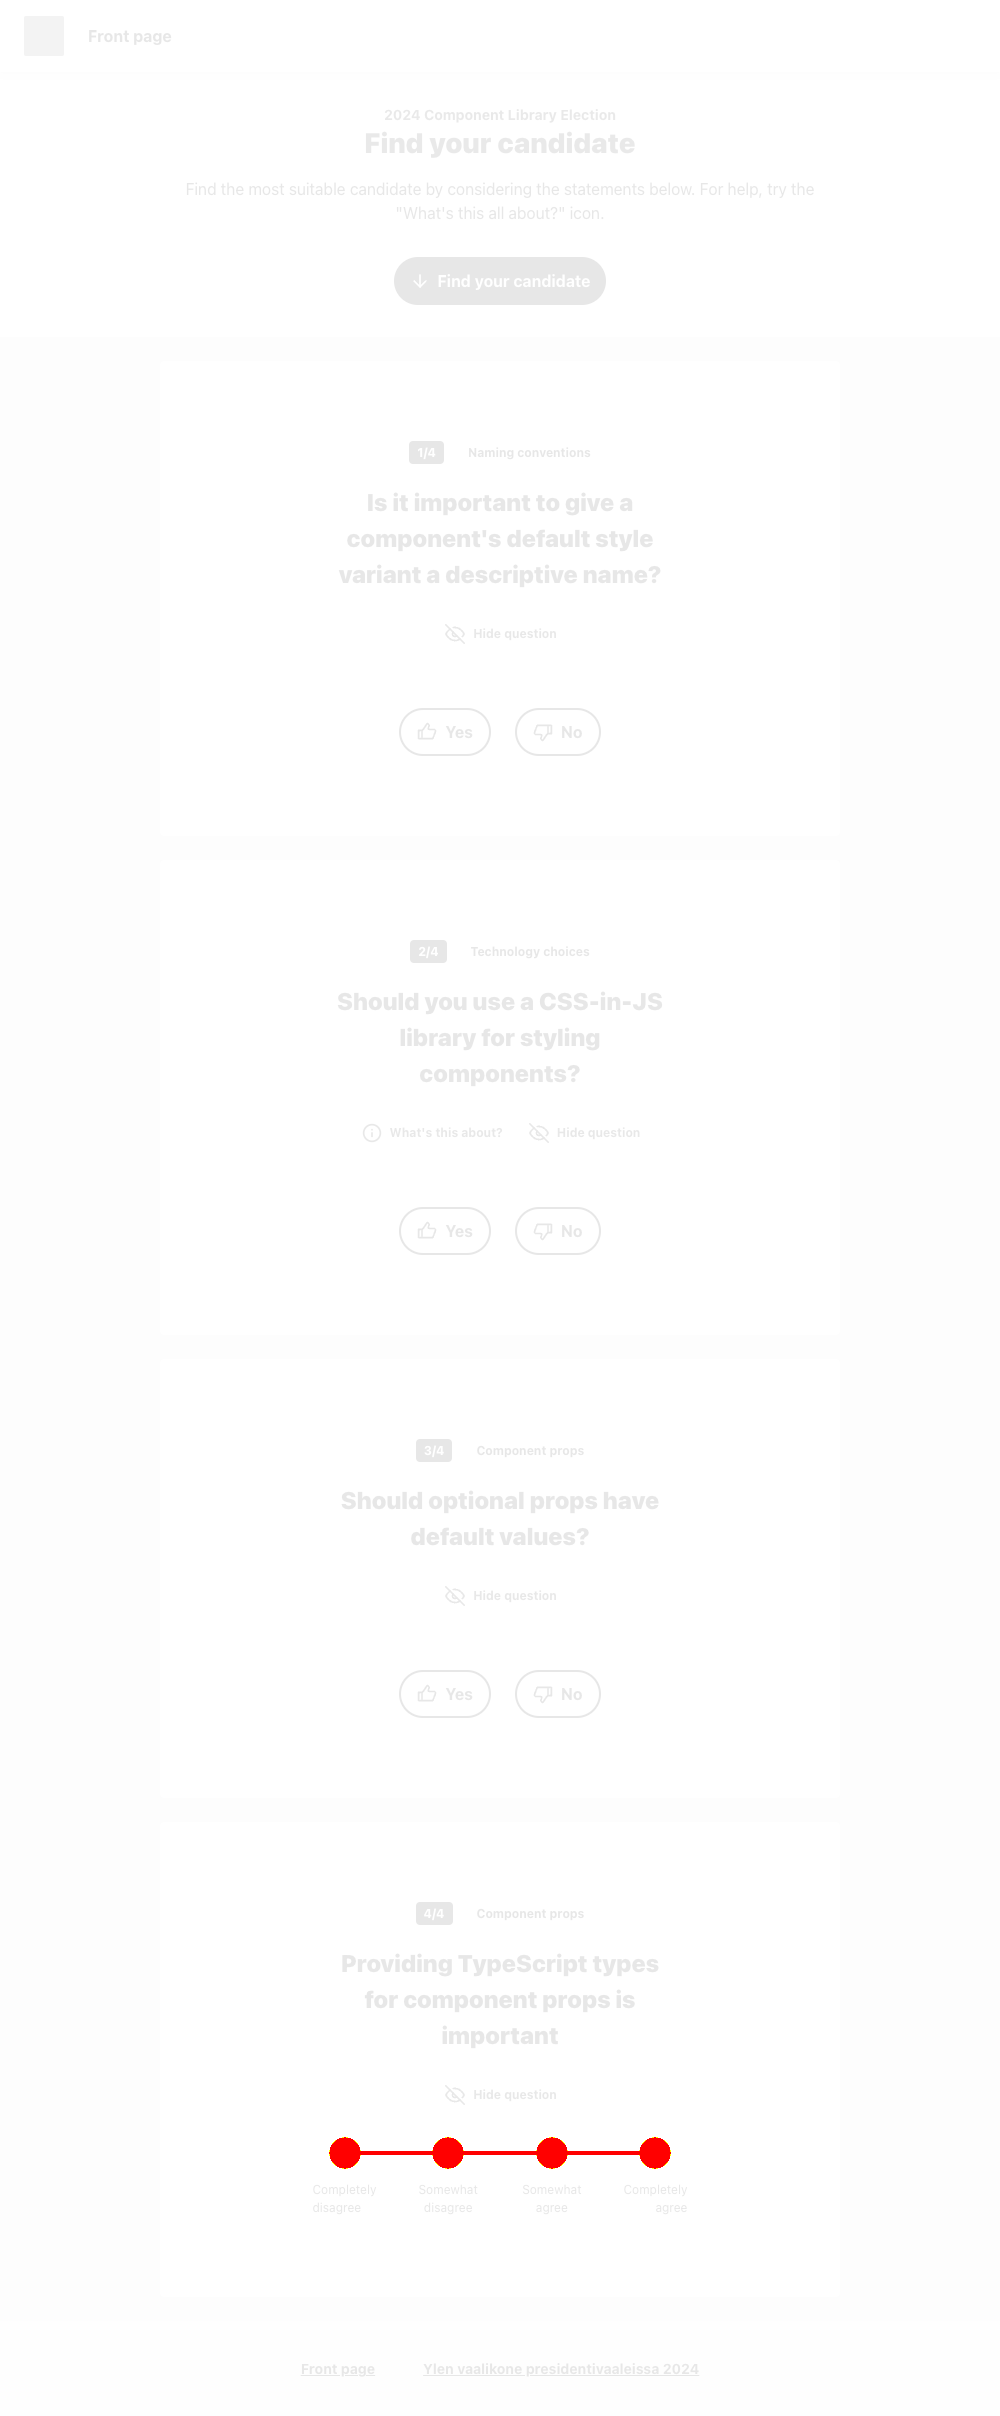 Front page
2024 Component Library Election
Find your candidate
Find the most suitable candidate by considering the statements below. For help, try the
"What's this all about?" icon.
Find your candidate
1/4 Naming conventions
Is it important to give a
component's default style
variant a descriptive name?
Hide question
Yes No
2/4 Technology choices
Should you use a CSS-in-JS
library for styling
components?
What's this about? Hide question
Yes No
3/4 Component props
Should optional props have
default values?
Hide question
Yes No
4/4 Component props
Providing TypeScript types
for component props is
important
Hide question
Completely Somewhat Somewhat Completely
disagree disagree agree agree
Front page Ylen vaalikone presidentivaaleissa 2024